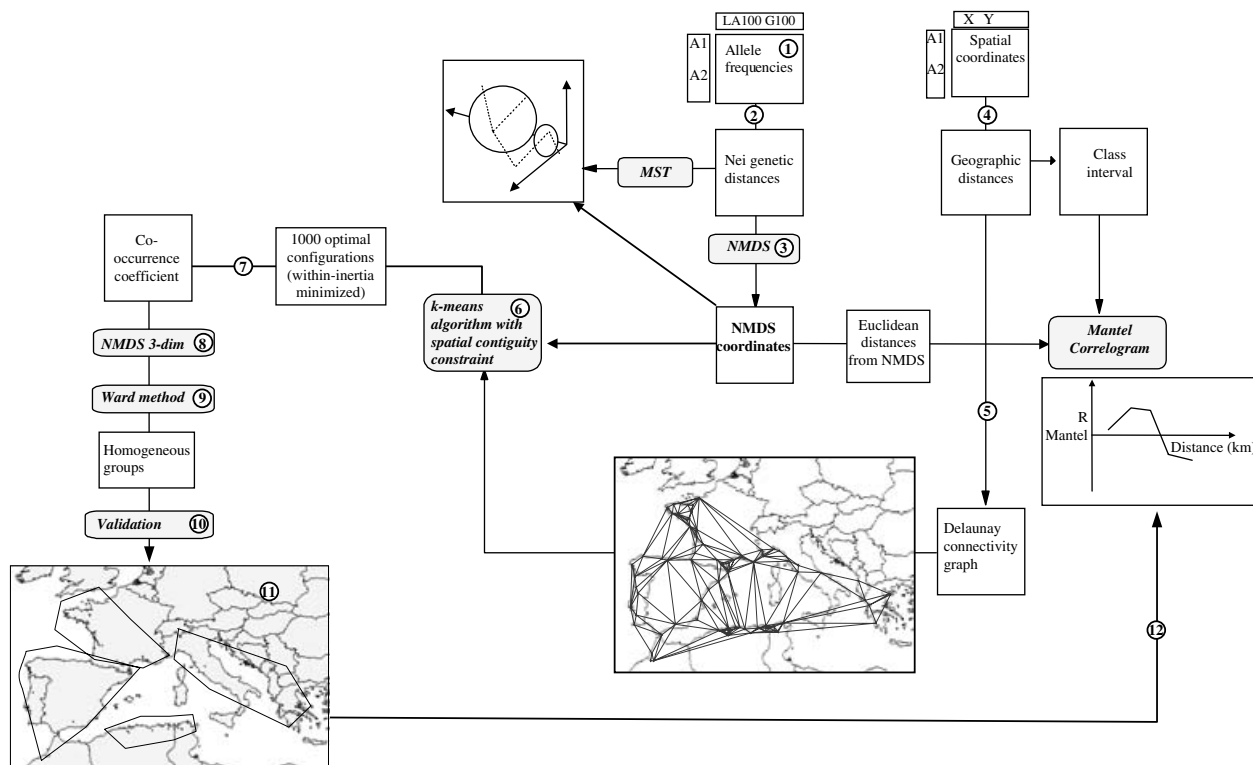 LA100 G100
A1
A2
Allele
frequencies
1
X Y
A1
A2
Spatial
coordinates
2
4
MST
Nei genetic
distances
Geographic
distances
Class
interval
NMDS 3
Co-
occurrence
coefficient
7
1000 optimal
configurations
(within-inertia
minimized)
k-means 6
algorithm with
spatial contiguity
constraint
NMDS
coordinates
Euclidean
distances
from NMDS
Mantel
Correlogram
NMDS 3-dim 8
Ward method 9
5
R
Mantel
Distance (km)
Homogeneous
groups
Validation 10
Delaunay
connectivity
graph
11
12